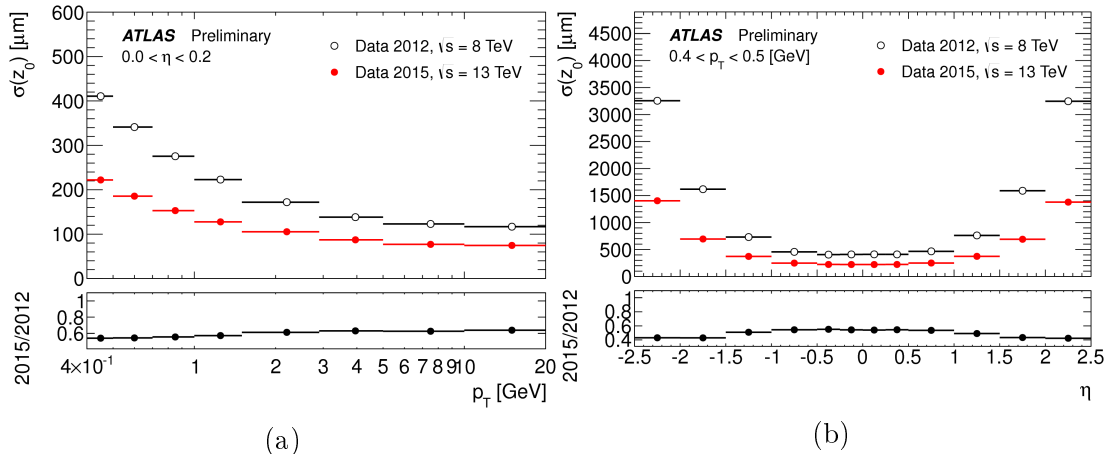 σ(z₀) [μm]
600
500
400
300
200
100
0
ATLAS Preliminary
0.0 < η < 0.2
Data 2012, √s = 8 TeV
Data 2015, √s = 13 TeV
2015/2012
1
0.8
0.6
4×10⁻¹ 1 2 3 4 5 6 7 8 9 10 20
p_T [GeV]
(a)
σ(z₀) [μm]
4500
4000
3500
3000
2500
2000
1500
1000
500
0
ATLAS Preliminary
0.4 < p_T < 0.5 [GeV]
Data 2012, √s = 8 TeV
Data 2015, √s = 13 TeV
2015/2012
1
0.8
0.6
0.4
-2.5 -2 -1.5 -1 -0.5 0 0.5 1 1.5 2 2.5
η
(b)